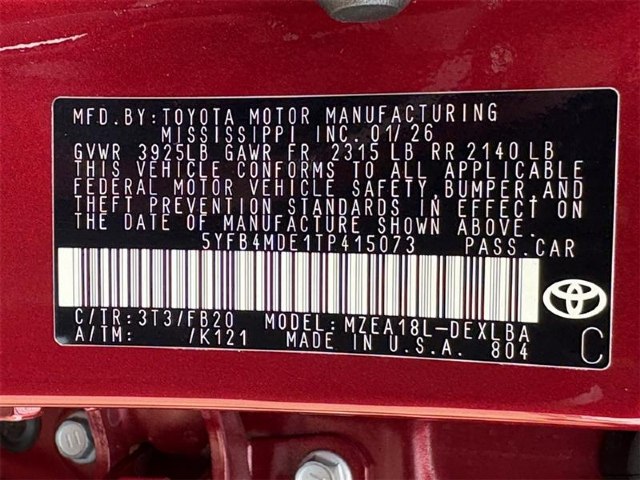 MFD.BY: TOYOTA MOTOR MANUFACTURING
MISSISSIPPI INC. 01/26
GVWR 3925LB GAWR FR 2315 LB RR 2140 LB
THIS VEHICLE CONFORMS TO ALL APPLICABLE
FEDERAL MOTOR VEHICLE SAFETY, BUMPER, AND
THEFT PREVENTION STANDARDS IN EFFECT ON
THE DATE OF MANUFACTURE SHOWN ABOVE.
5YFB4MDE1TP415073 PASS.CAR
C/TR: 3T3/FB20 MODEL: MZEA18L-DEXLBA
A/TM: /K121 MADE IN U.S.A. 804
C